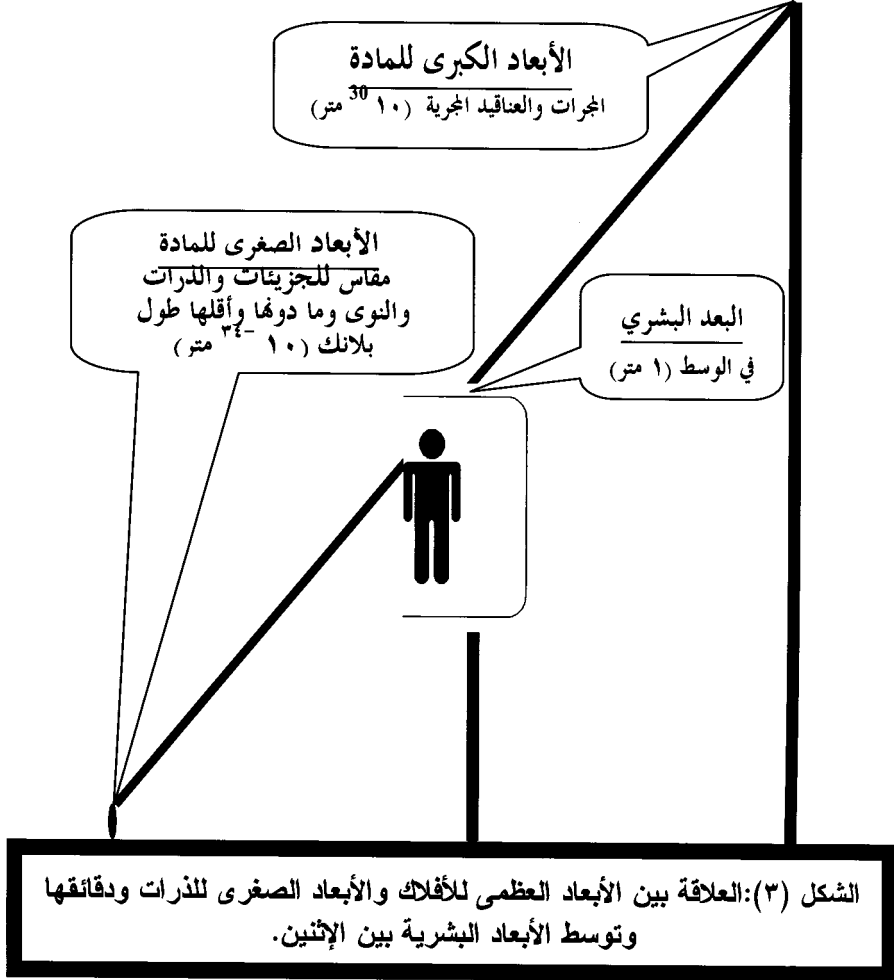 الأبعاد الكبرى للمادة
المجرات والعناقيد المجرية (١٠ 30 متر)
الأبعاد الصغرى للمادة
مقاس للجزيئات والذرات
والنوى وما دونها وأقلها طول
بلانك (١٠ -٣٤ متر)
البعد البشري
في الوسط (١ متر)
الشكل (٣):العلاقة بين الأبعاد العظمى للأفلاك والأبعاد الصغرى للذرات ودقائقها
وتوسط الأبعاد البشرية بين الإثنين.